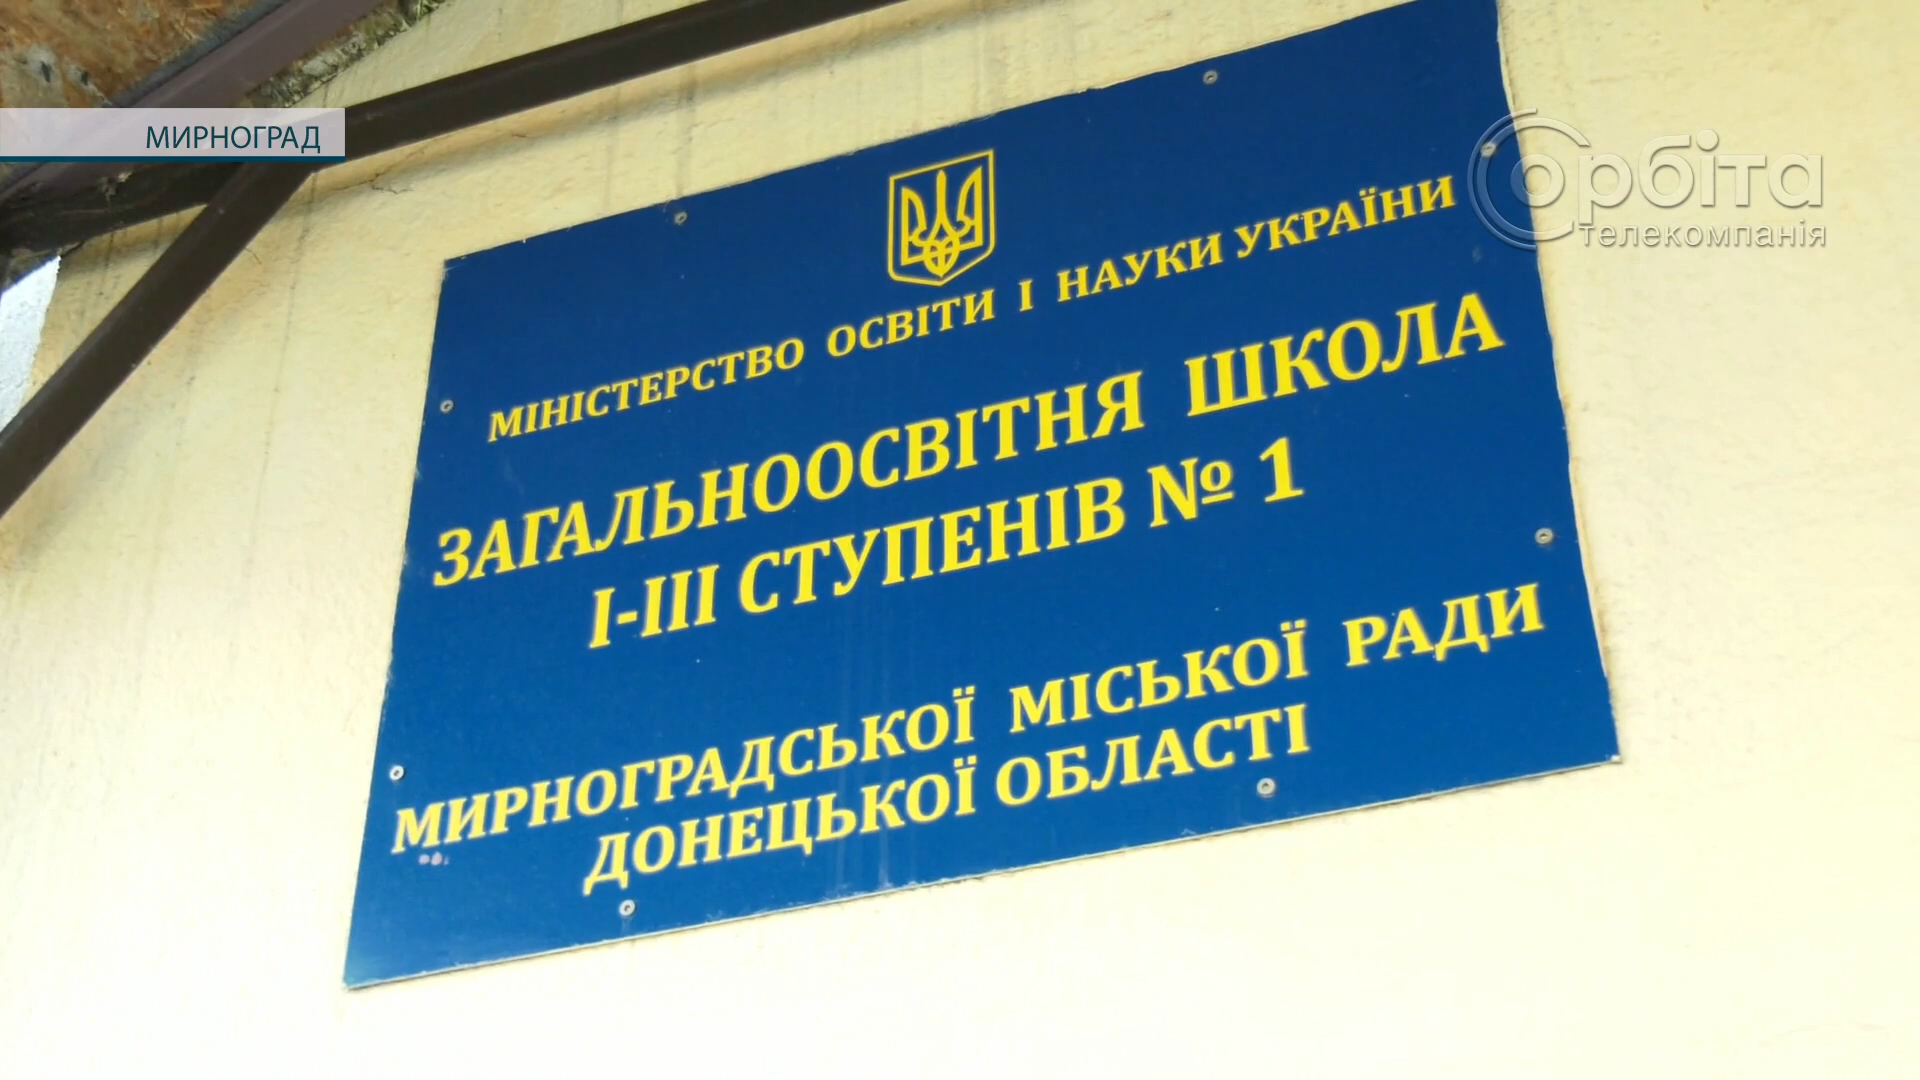 МИРНОГРАД
орбіта
телекомпанія
МІНІСТЕРСТВО ОСВІТИ І НАУКИ УКРАЇНИ
ЗАГАЛЬНООСВІТНЯ ШКОЛА
І-ІІІ СТУПЕНІВ № 1
МИРНОГРАДСЬКОЇ МІСЬКОЇ РАДИ
ДОНЕЦЬКОЇ ОБЛАСТІ